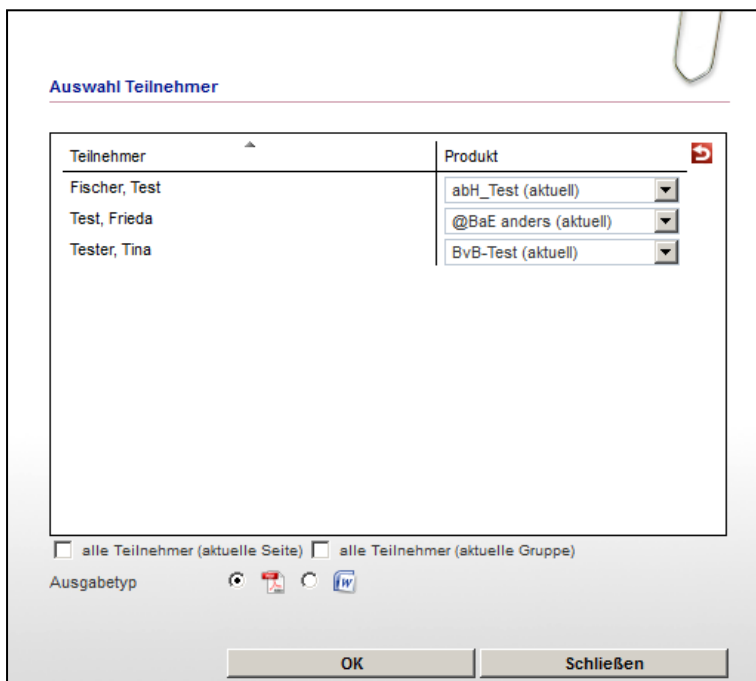 Auswahl Teilnehmer
Teilnehmer Produkt
Fischer, Test abH_Test (aktuell)
Test, Frieda @BaE anders (aktuell)
Tester, Tina BvB-Test (aktuell)
alle Teilnehmer (aktuelle Seite) alle Teilnehmer (aktuelle Gruppe)
Ausgabetyp
OK Schließen